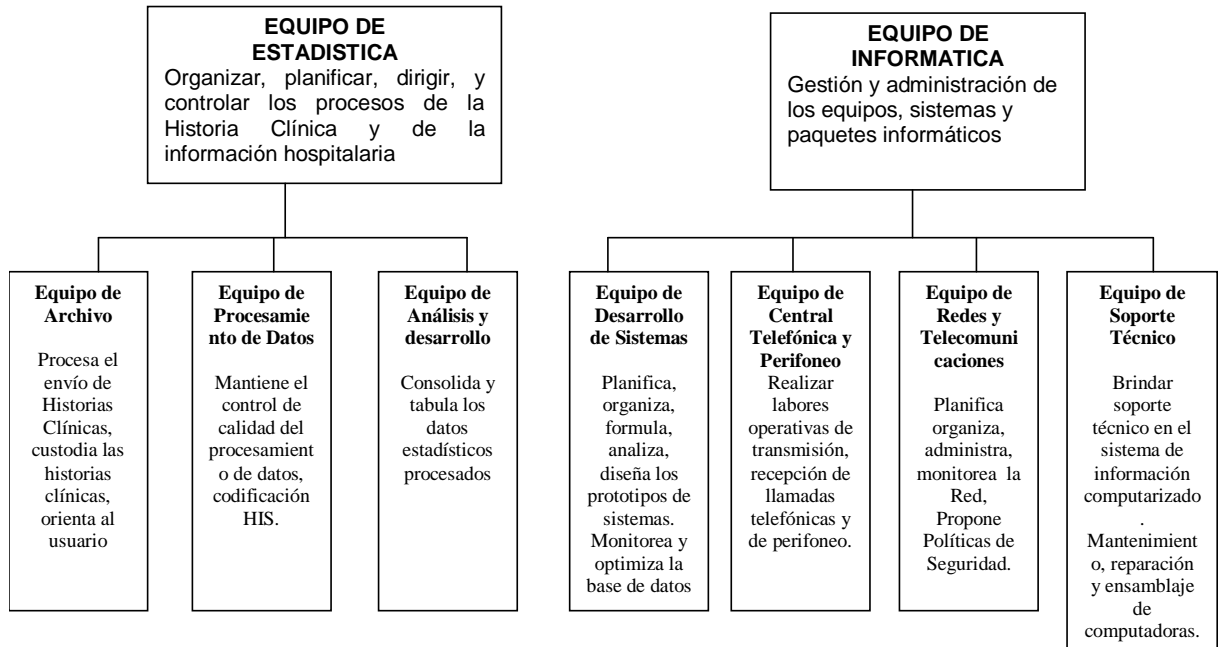 EQUIPO DE
ESTADISTICA
Organizar, planificar, dirigir, y
controlar los procesos de la
Historia Clínica y de la
información hospitalaria
EQUIPO DE
INFORMATICA
Gestión y administración de
los equipos, sistemas y
paquetes informáticos
Equipo de
Archivo
Procesa el
envío de
Historias
Clínicas,
custodia las
historias
clínicas,
orienta al
usuario
Equipo de
Procesamie
nto de Datos
Mantiene el
control de
calidad del
procesamient
o de datos,
codificación
HIS.
Equipo de
Análisis y
desarrollo
Consolida y
tabula los
datos
estadísticos
procesados
Equipo de
Desarrollo
de Sistemas
Planifica,
organiza,
formula,
analiza,
diseña los
prototipos de
sistemas.
Monitorea y
optimiza la
base de datos
Equipo de
Central
Telefónica y
Perifoneo
Realizar
labores
operativas de
transmisión,
recepción de
llamadas
telefónicas y
de perifoneo.
Equipo de
Redes y
Telecomuni
caciones
Planifica
organiza,
administra,
monitorea la
Red,
Propone
Políticas de
Seguridad.
Equipo de
Soporte
Técnico
Brindar
soporte
técnico en el
sistema de
información
computarizado
.
Mantenimient
o, reparación
y ensamblaje
de
computadoras.